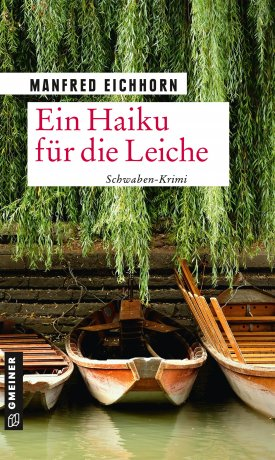 MANFRED EICHHORN
Ein Haiku
für die Leiche
Schwaben-Krimi
GMEINER